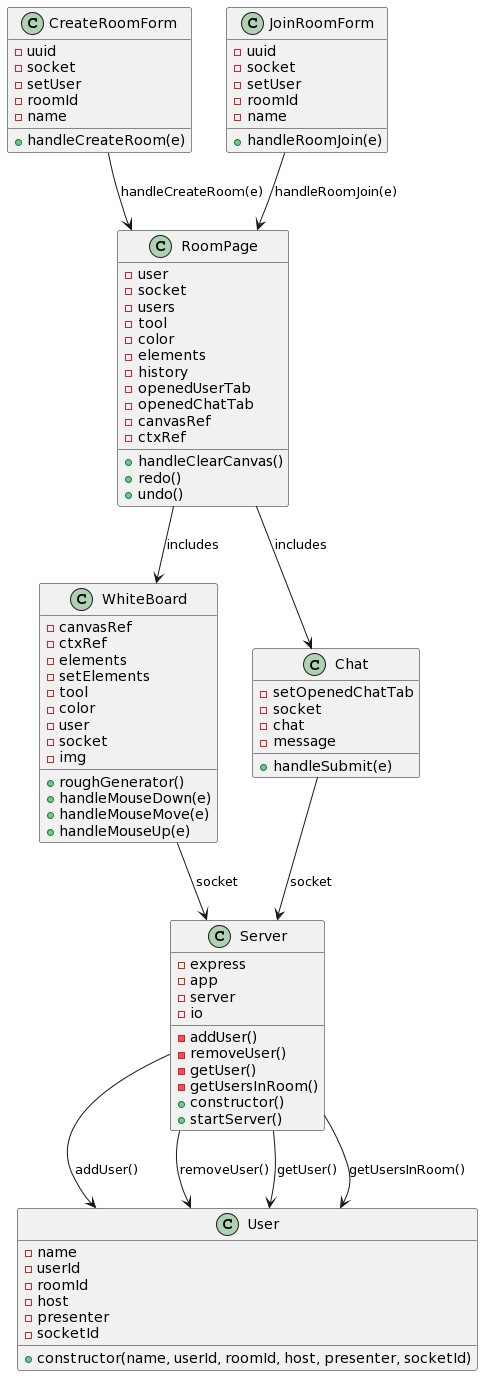 C CreateRoomForm
uuid
socket
setUser
roomId
name
handleCreateRoom(e)
C JoinRoomForm
uuid
socket
setUser
roomId
name
handleRoomJoin(e)
handleCreateRoom(e)
handleRoomJoin(e)
C RoomPage
user
socket
users
tool
color
elements
history
openedUserTab
openedChatTab
canvasRef
ctxRef
handleClearCanvas()
redo()
undo()
includes
includes
C WhiteBoard
canvasRef
ctxRef
elements
setElements
tool
color
user
socket
img
roughGenerator()
handleMouseDown(e)
handleMouseMove(e)
handleMouseUp(e)
C Chat
setOpenedChatTab
socket
chat
message
handleSubmit(e)
socket
socket
C Server
express
app
server
io
addUser()
removeUser()
getUser()
getUsersInRoom()
constructor()
startServer()
addUser()
removeUser()
getUser()
getUsersInRoom()
C User
name
userId
roomId
host
presenter
socketId
constructor(name, userId, roomId, host, presenter, socketId)